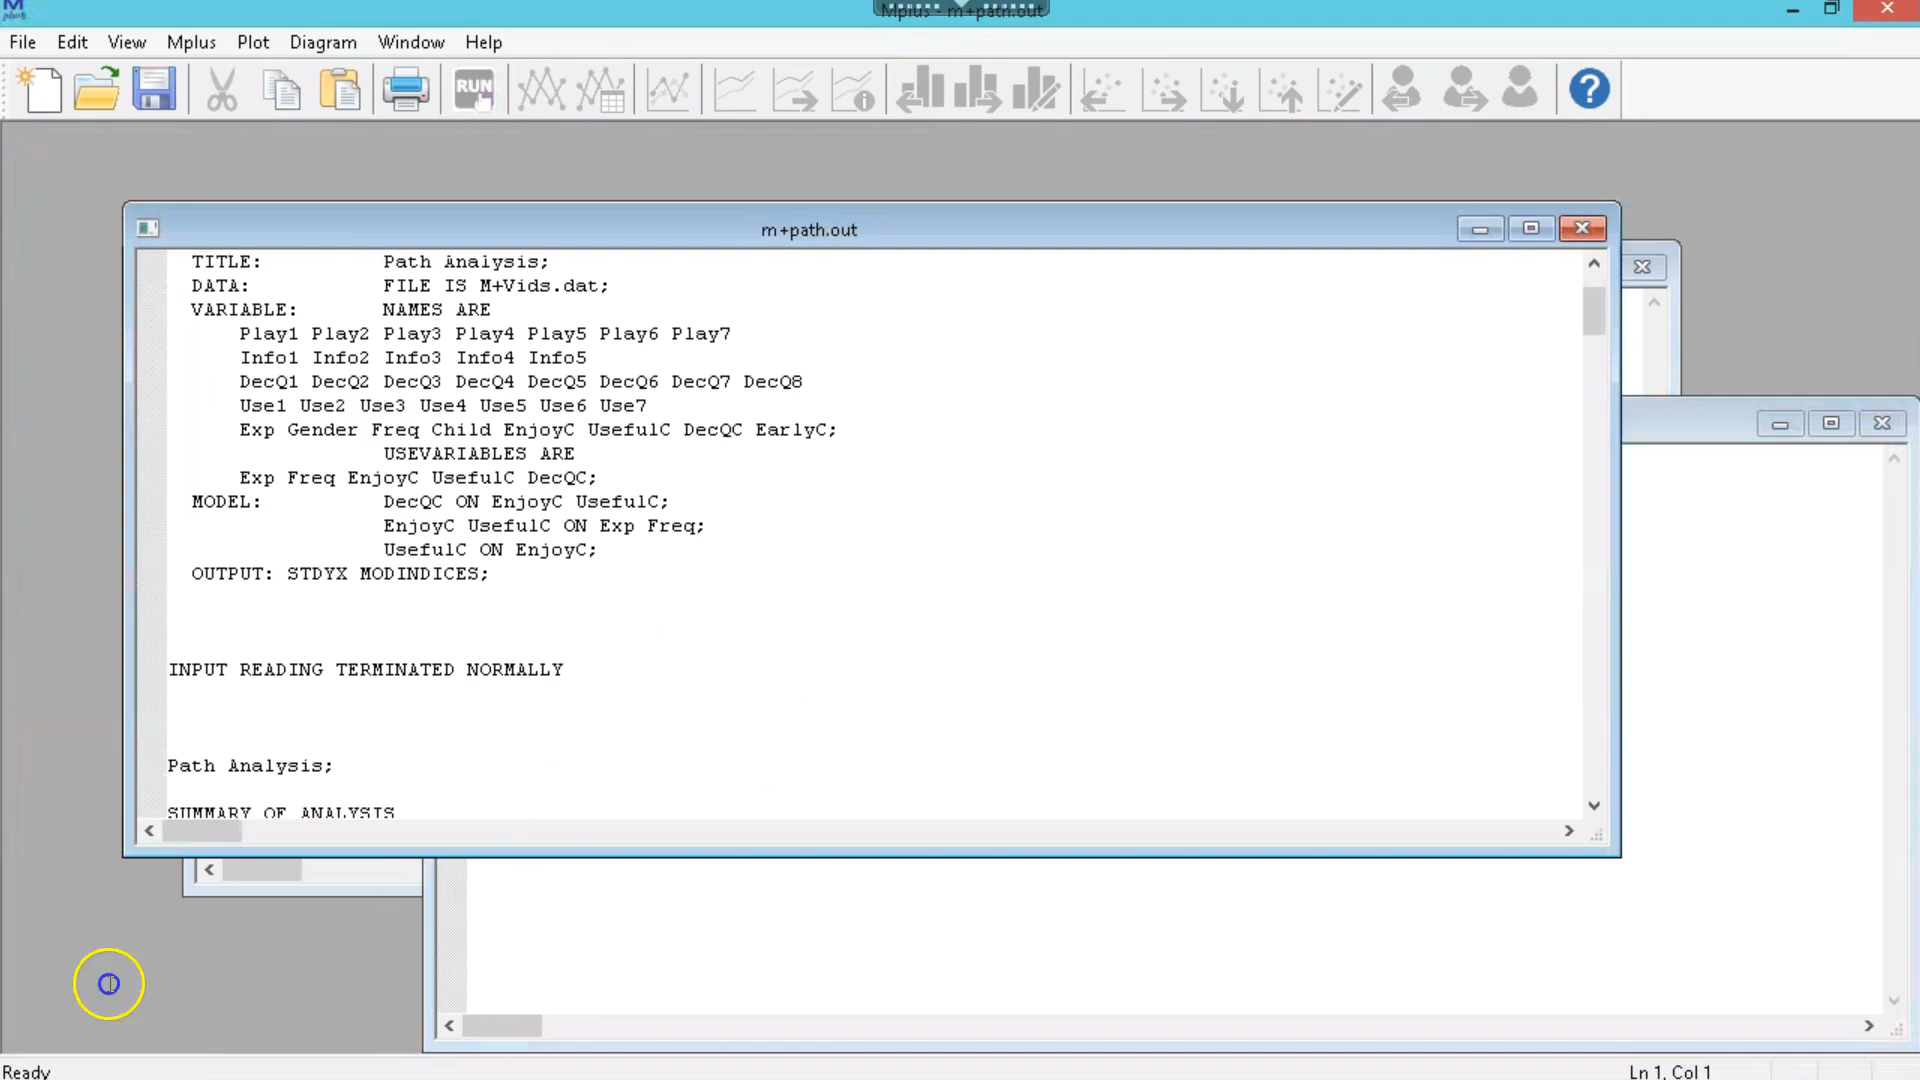 M
plus
Mplus - m+path.out
File Edit View Mplus Plot Diagram Window Help
RUN
?
m+path.out
TITLE: Path Analysis;
DATA: FILE IS M+Vids.dat;
VARIABLE: NAMES ARE
Play1 Play2 Play3 Play4 Play5 Play6 Play7
Info1 Info2 Info3 Info4 Info5
DecQ1 DecQ2 DecQ3 DecQ4 DecQ5 DecQ6 DecQ7 DecQ8
Use1 Use2 Use3 Use4 Use5 Use6 Use7
Exp Gender Freq Child EnjoyC UsefulC DecQC EarlyC;
USEVARIABLES ARE
Exp Freq EnjoyC UsefulC DecQC;
MODEL: DecQC ON EnjoyC UsefulC;
EnjoyC UsefulC ON Exp Freq;
UsefulC ON EnjoyC;
OUTPUT: STDYX MODINDICES;
INPUT READING TERMINATED NORMALLY
Path Analysis;
SUMMARY OF ANALYSIS
Ready
Ln 1, Col 1